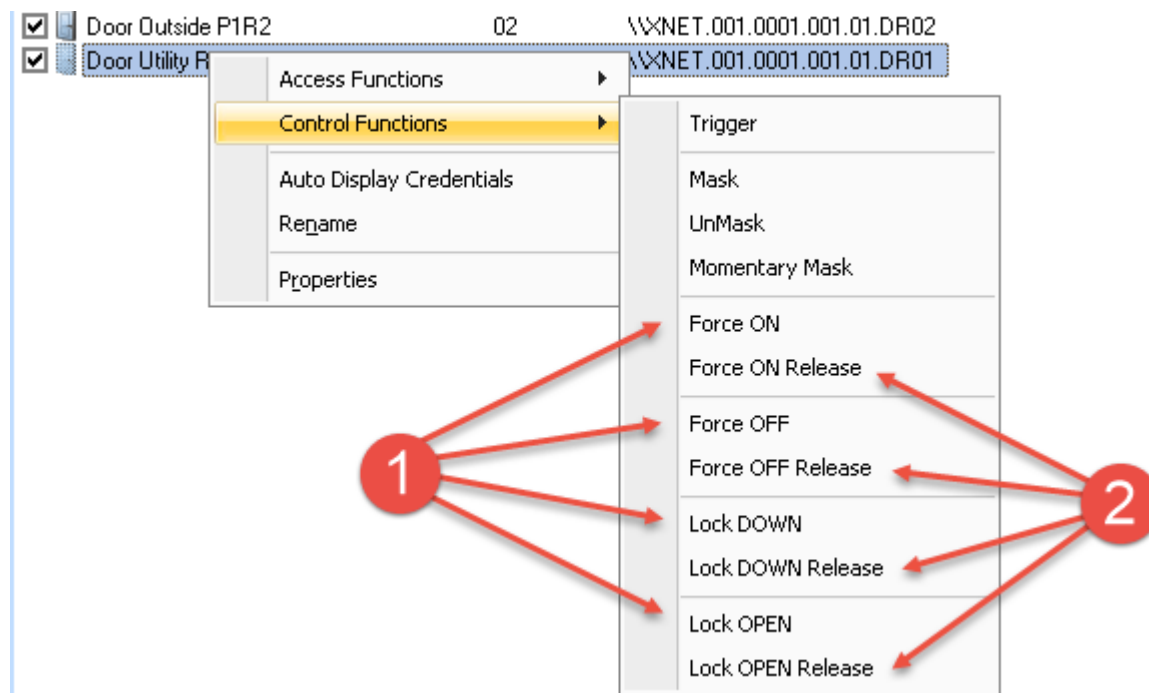 Door Outside P1R2 02 \\XNET.001.0001.001.01.DR02
Door Utility R \\XNET.001.0001.001.01.DR01
Access Functions
Control Functions
Auto Display Credentials
Rename
Properties
Trigger
Mask
UnMask
Momentary Mask
Force ON
Force ON Release
Force OFF
Force OFF Release
Lock DOWN
Lock DOWN Release
Lock OPEN
Lock OPEN Release
1
2